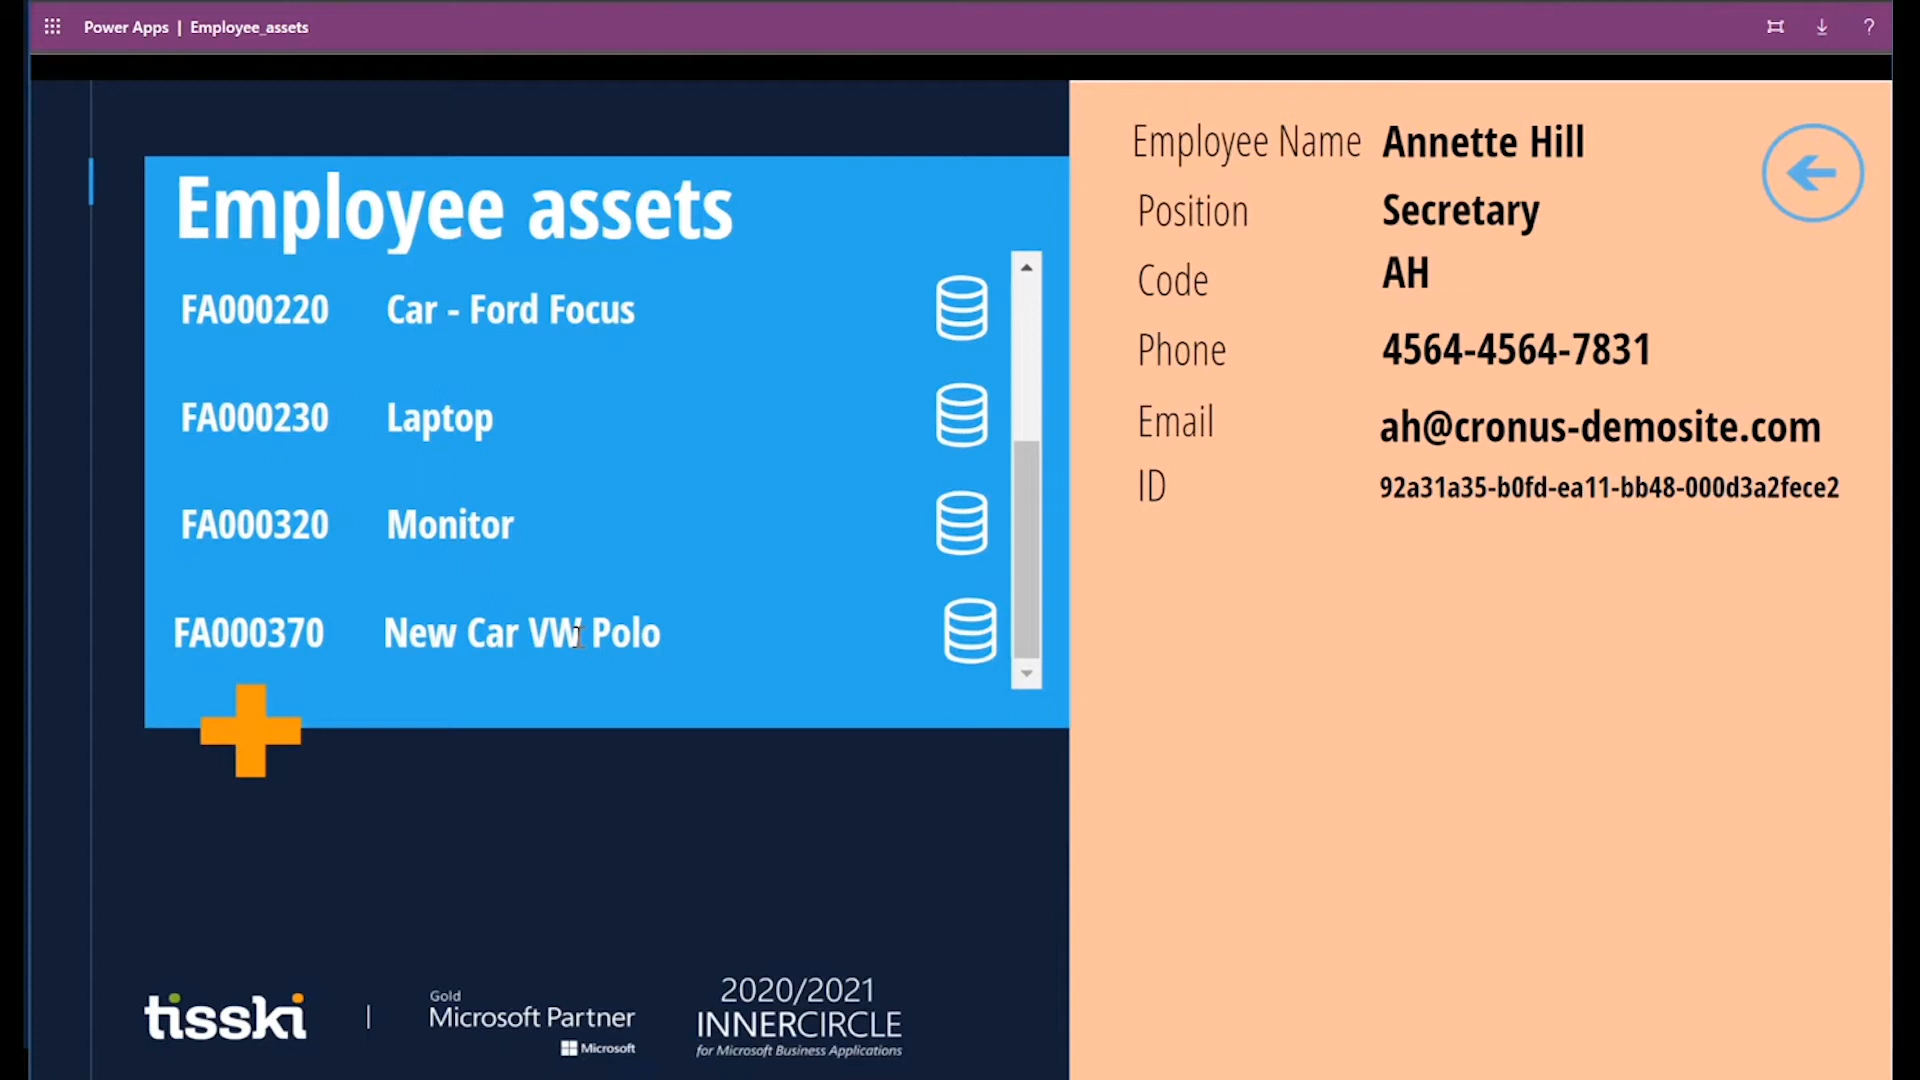 Power Apps | Employee_assets
?
Employee assets
FA000220 Car - Ford Focus
FA000230 Laptop
FA000320 Monitor
FA000370 New Car VW Polo
Employee Name Annette Hill
Position Secretary
Code AH
Phone 4564-4564-7831
Email ah@cronus-demosite.com
ID 92a31a35-b0fd-ea11-bb48-000d3a2fece2
tisski |
Gold
Microsoft Partner
Microsoft
2020/2021
INNERCIRCLE
for Microsoft Business Applications